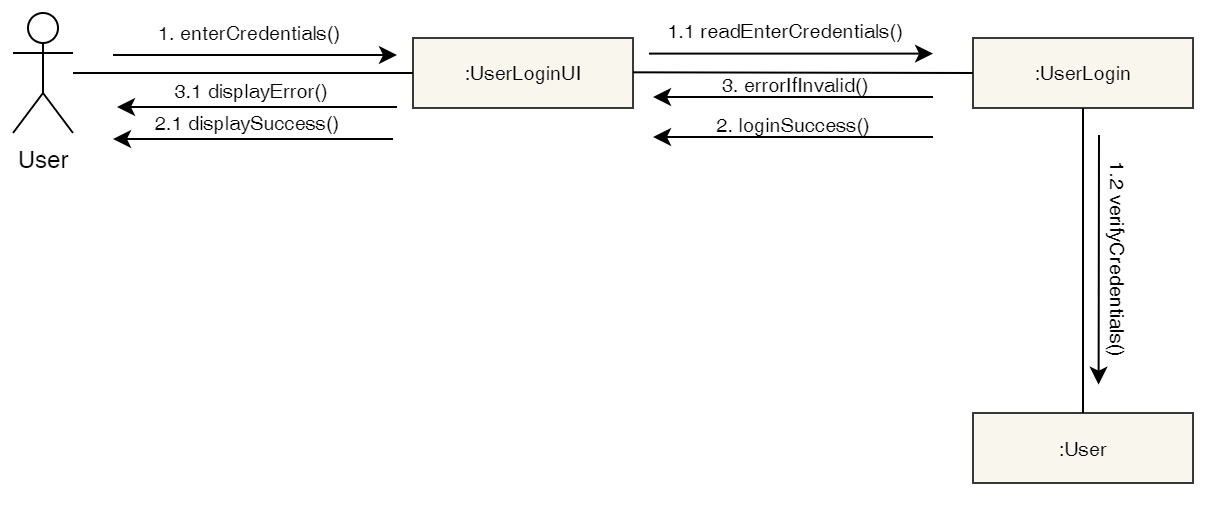 1. enterCredentials()
1.1 readEnterCredentials()
:UserLoginUI
:UserLogin
3.1 displayError()
3. errorIfInvalid()
2.1 displaySuccess()
2. loginSuccess()
User
1.2 verifyCredentials()
:User